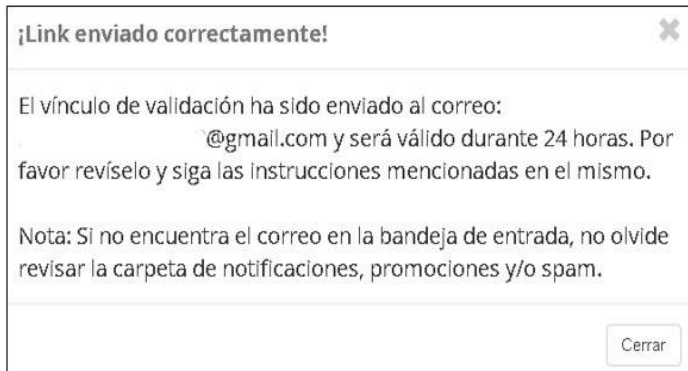 ¡Link enviado correctamente!
El vínculo de validación ha sido enviado al correo:
@gmail.com y será válido durante 24 horas. Por
favor revíselo y siga las instrucciones mencionadas en el mismo.
Nota: Si no encuentra el correo en la bandeja de entrada, no olvide
revisar la carpeta de notificaciones, promociones y/o spam.
Cerrar